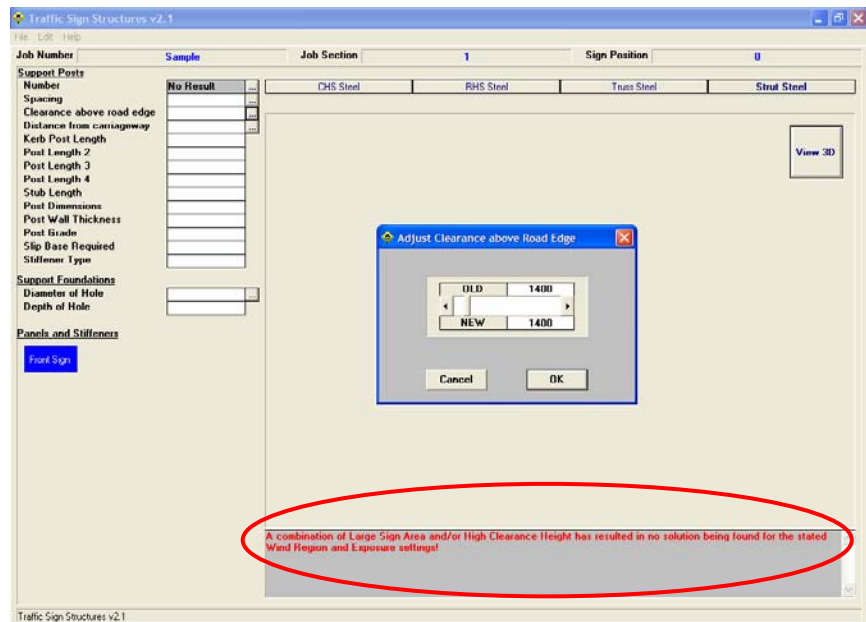 Traffic Sign Structures v2.1
File Edit Help
Job Number Sample Job Section 1 Sign Position 0
Support Posts
Number No Result ...
Spacing ...
Clearance above road edge ...
Distance from carriageway ...
Kerb Post Length
Post Length 2
Post Length 3
Post Length 4
Stub Length
Post Dimensions
Post Wall Thickness
Post Grade
Slip Base Required
Stiffener Type
Support Foundations
Diameter of Hole ...
Depth of Hole
Panels and Stiffeners
Front Sign
CHS Steel RHS Steel Truss Steel Strut Steel
View 3D
Adjust Clearance above Road Edge
OLD 1400
NEW 1400
Cancel OK
A combination of Large Sign Area and/or High Clearance Height has resulted in no solution being found for the stated
Wind Region and Exposure settings!
Traffic Sign Structures v2.1